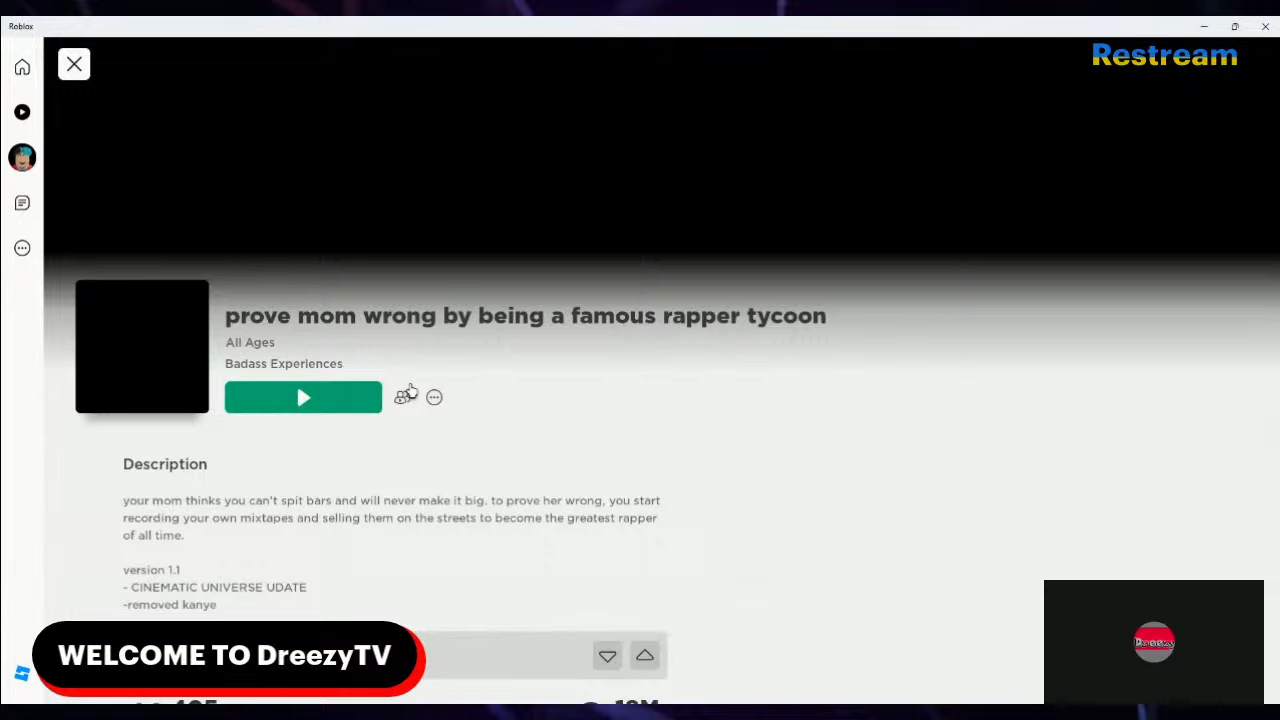 Roblox
Restream
prove mom wrong by being a famous rapper tycoon
All Ages
Badass Experiences
Description
your mom thinks you can't spit bars and will never make it big. to prove her wrong, you start
recording your own mixtapes and selling them on the streets to become the greatest rapper
of all time.
version 1.1
- CINEMATIC UNIVERSE UDATE
-removed kanye
WELCOME TO DreezyTV